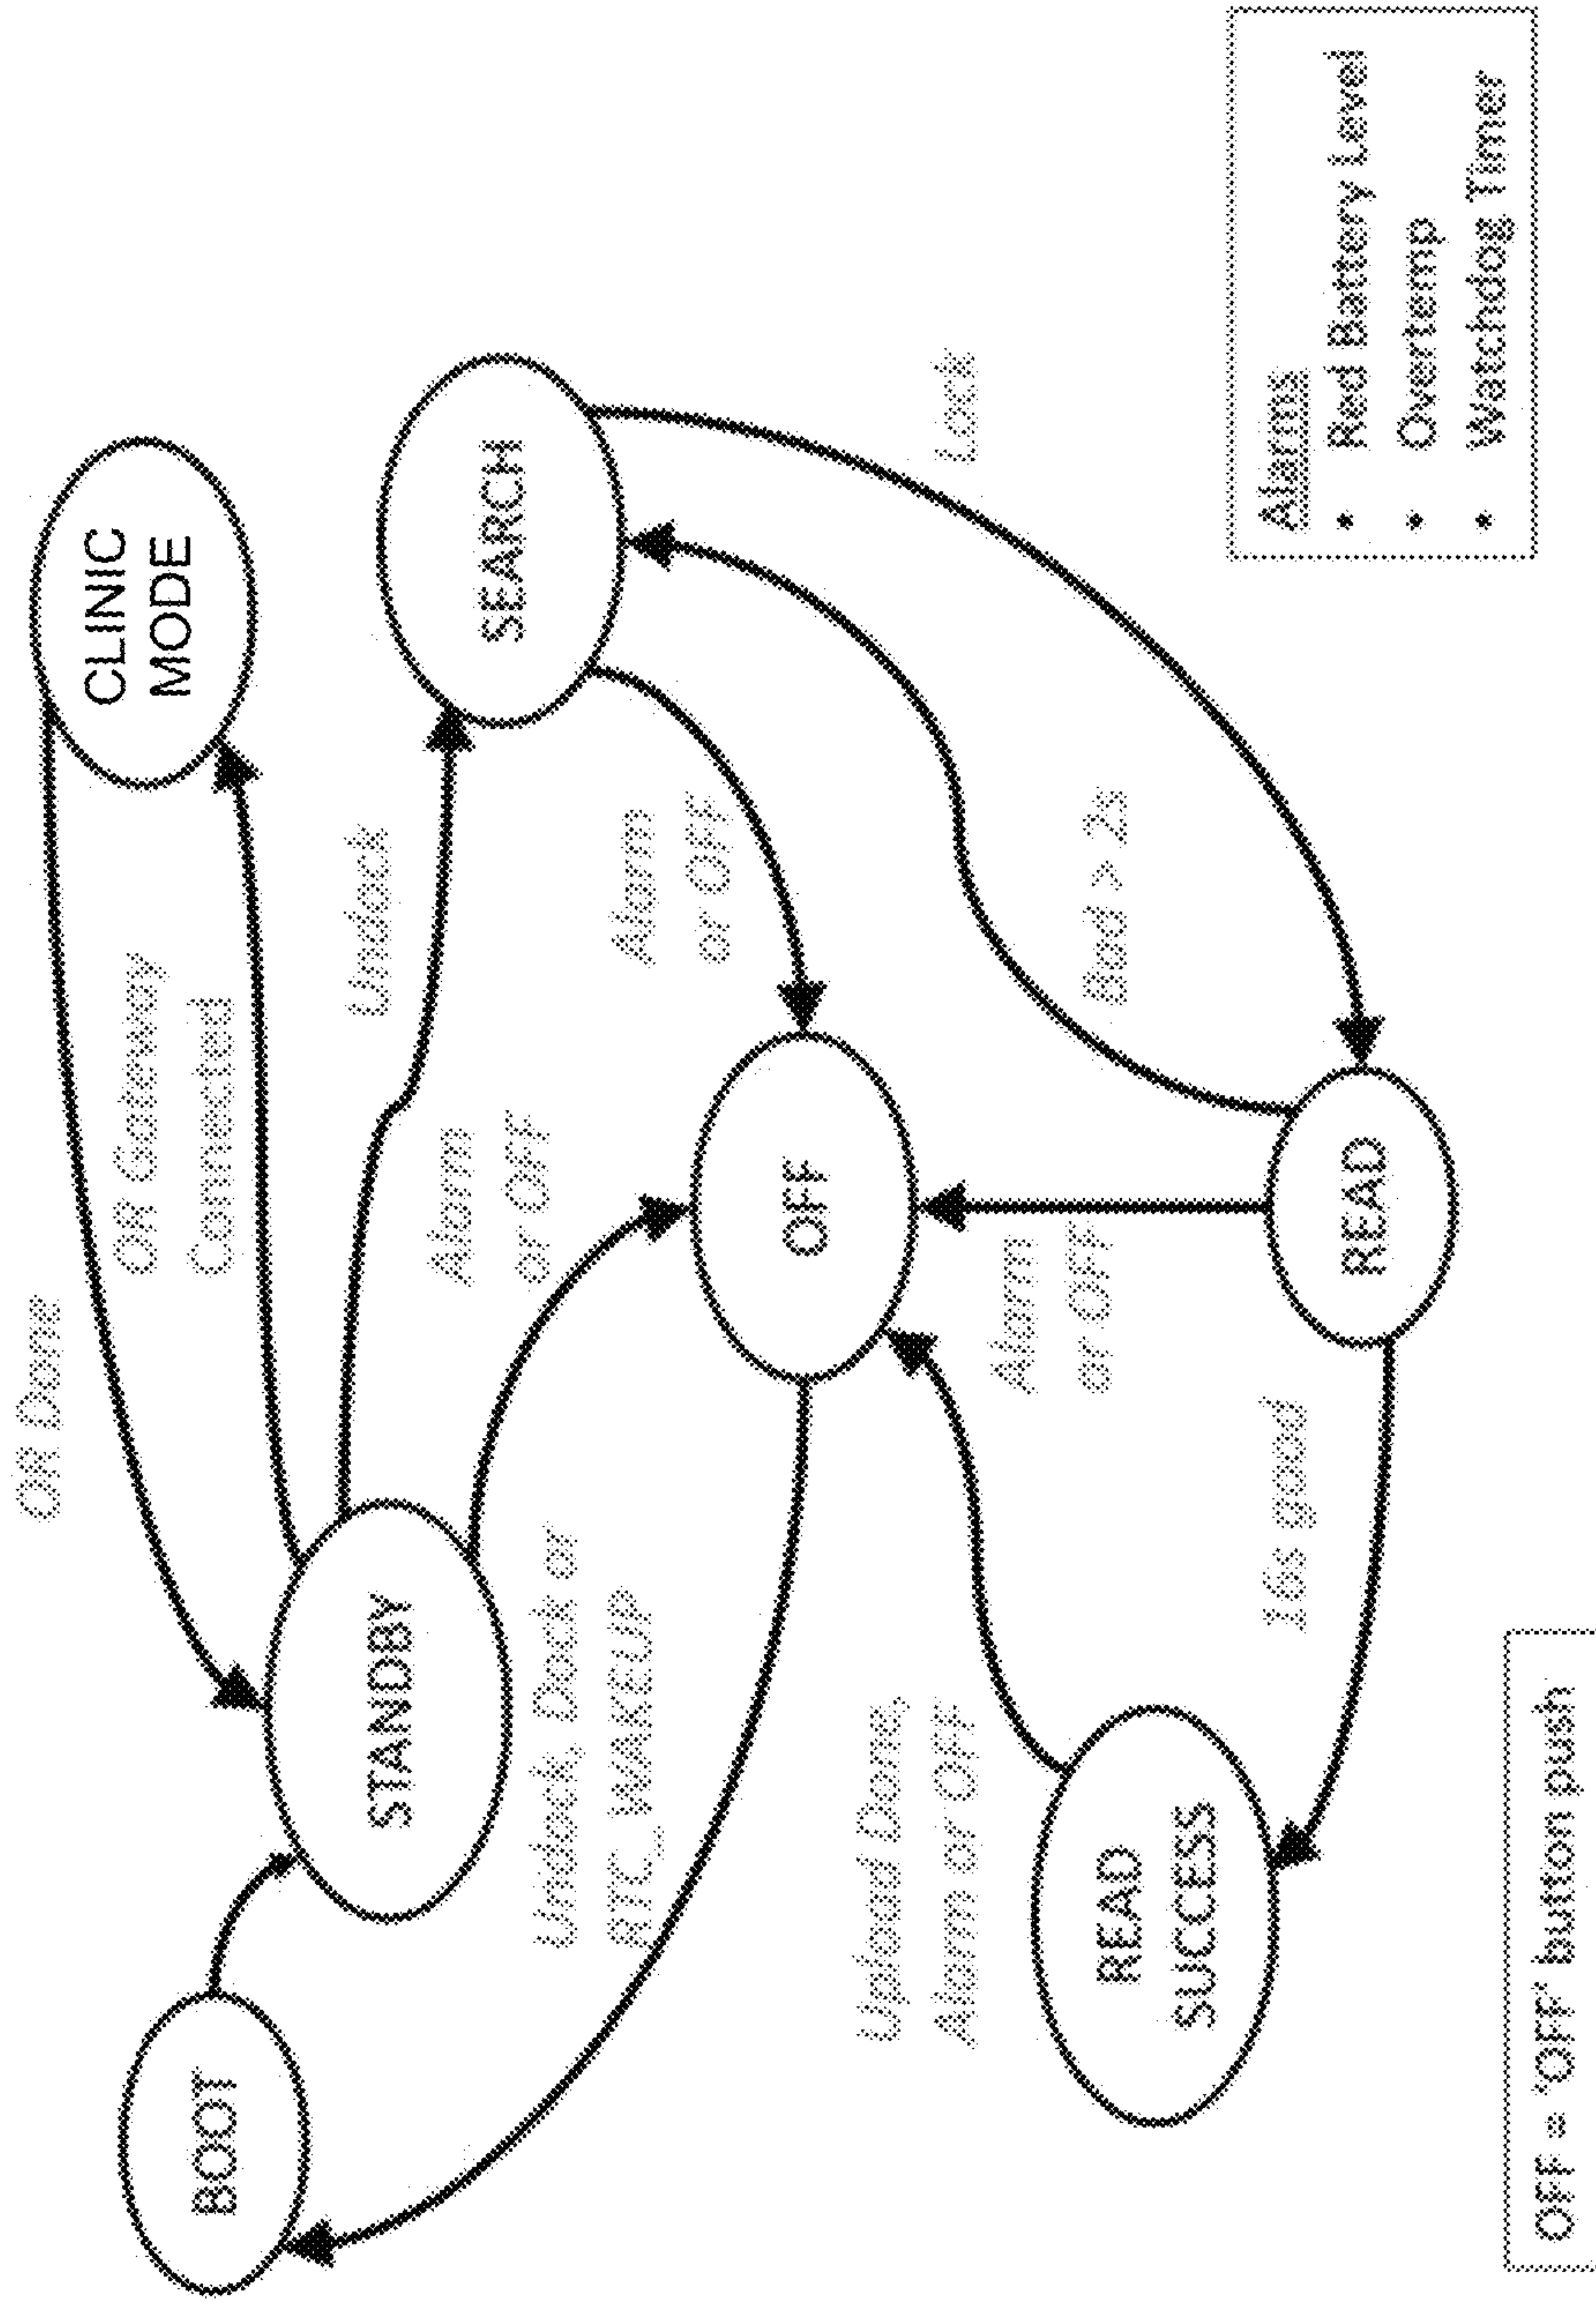 OR Done
CLINIC
MODE
OR Gateway
Connected
BOOT
Undock
STANDBY
Alarm
or OFF
SEARCH
Undock, Dock or
RTC_WAKEUP
Alarm
or OFF
OFF
Upload Done,
Alarm or OFF
Lock
Alarm
or OFF
Bad > 2s
READ
SUCCESS
16s good
READ
Alarms
• Red Battery Level
• Overtemp
• Watchdog Timer
OFF = 'OFF' button push